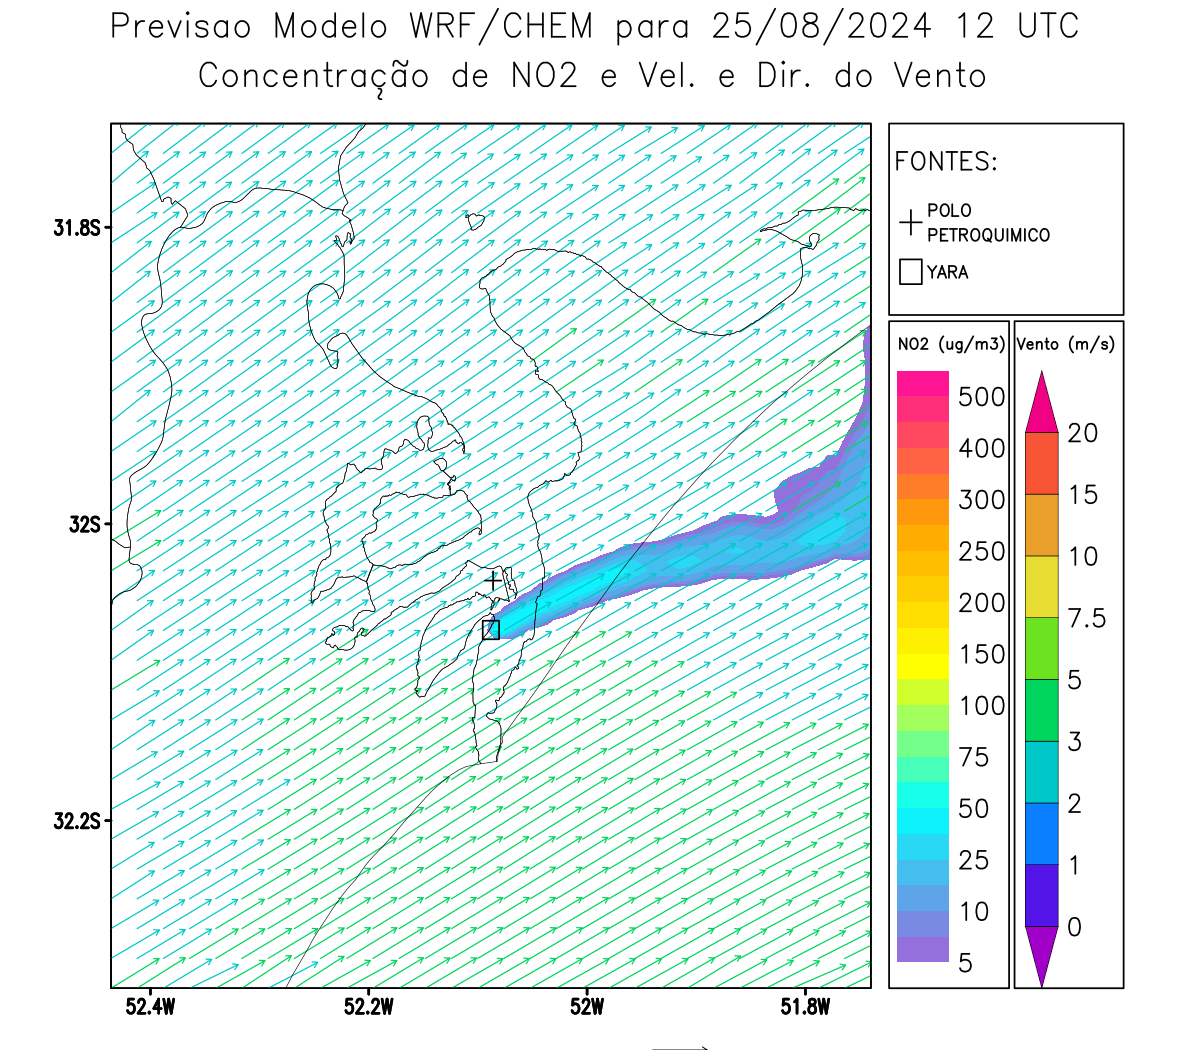 Previsao Modelo WRF/CHEM para 25/08/2024 12 UTC
Concentração de NO2 e Vel. e Dir. do Vento
31.8S
32S
32.2S
52.4W
52.2W
52W
51.8W
FONTES:
POLO
PETROQUIMICO
YARA
NO2 (ug/m3)
500
400
300
250
200
150
100
75
50
25
10
5
Vento (m/s)
20
15
10
7.5
5
3
2
1
0